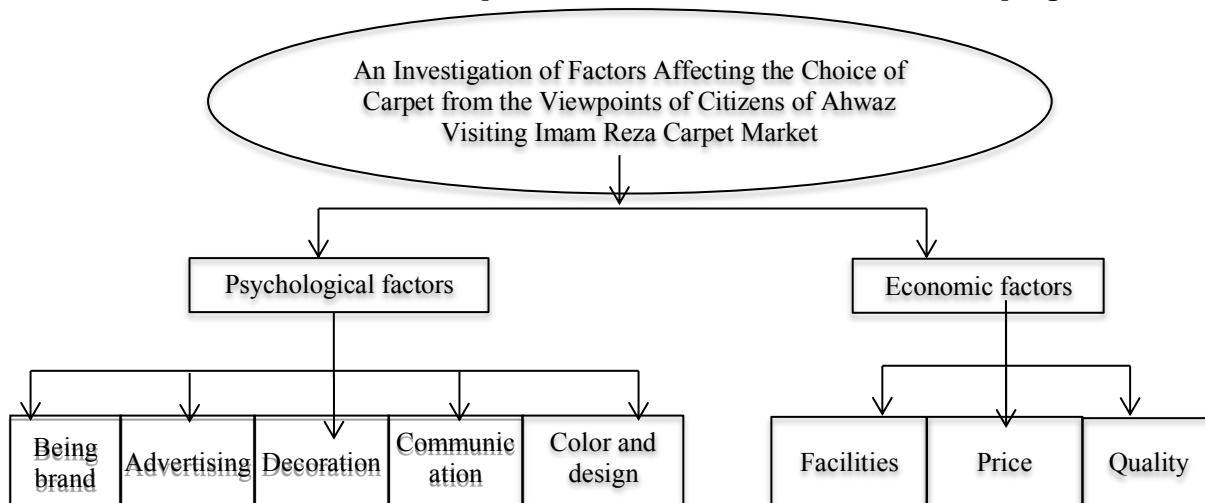 An Investigation of Factors Affecting the Choice of
Carpet from the Viewpoints of Citizens of Ahwaz
Visiting Imam Reza Carpet Market
Psychological factors
Economic factors
Being
brand
Advertising
Decoration
Communic
ation
Color and
design
Facilities
Price
Quality